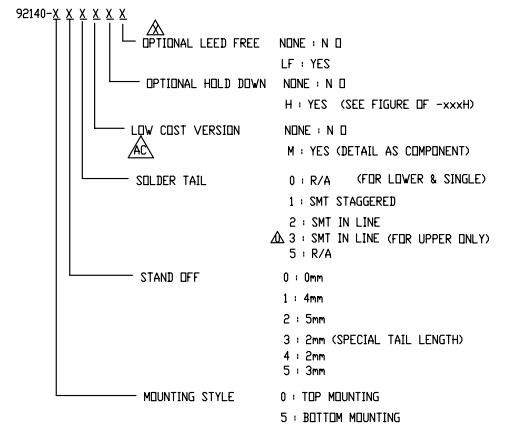 92140-X X X X X X
X
OPTIONAL LEED FREE NONE : N O
LF : YES
OPTIONAL HOLD DOWN NONE : N O
H : YES (SEE FIGURE OF -xxxH)
LOW COST VERSION NONE : N O
AC
M : YES (DETAIL AS COMPONENT)
SOLDER TAIL 0 : R/A (FOR LOWER & SINGLE)
1 : SMT STAGGERED
2 : SMT IN LINE
3 : SMT IN LINE (FOR UPPER ONLY)
5 : R/A
STAND OFF 0 : 0mm
1 : 4mm
2 : 5mm
3 : 2mm (SPECIAL TAIL LENGTH)
4 : 2mm
5 : 3mm
MOUNTING STYLE 0 : TOP MOUNTING
5 : BOTTOM MOUNTING